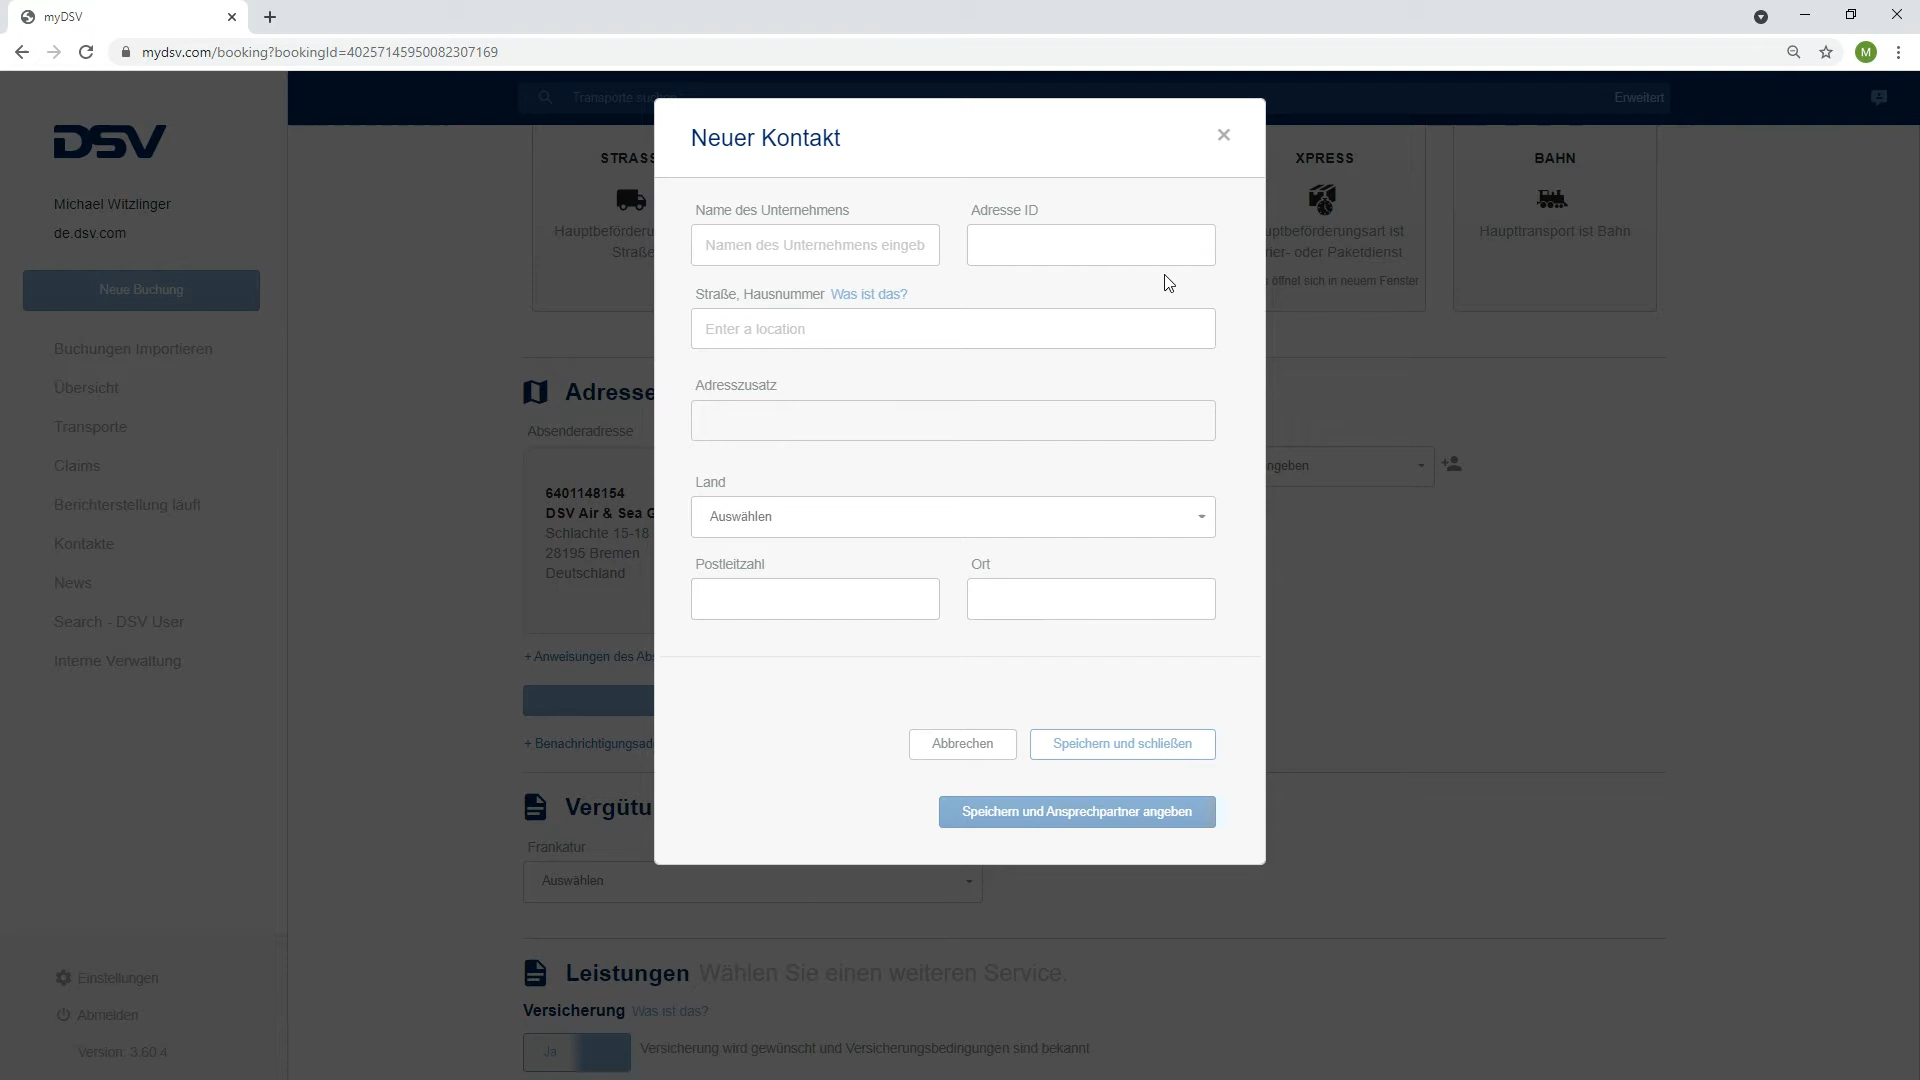 myDSV
mydsv.com/booking?bookingId=40257145950082307169
M
DSV
Michael Witzlinger
de.dsv.com
Neue Buchung
Buchungen Importieren
Übersicht
Transporte
Claims
Berichterstellung läuft
Kontakte
News
Search - DSV User
Interne Verwaltung
Einstellungen
Abmelden
Version: 3.60.4
Transporte suchen
Erweitert
STRASS
Hauptbeförderu
Straße
XPRESS
uptbeförderungsart ist
ier- oder Paketdienst
öffnet sich in neuem Fenster
BAHN
Haupttransport ist Bahn
Adresse
Absenderadresse
6401148154
DSV Air & Sea G
Schlachte 15-18
28195 Bremen
Deutschland
ngeben
+ Anweisungen des Abs
+ Benachrichtigungsad
Neuer Kontakt
Name des Unternehmens
Adresse ID
Namen des Unternehmens eingeb
Straße, Hausnummer Was ist das?
Enter a location
Adresszusatz
Land
Auswählen
Postleitzahl
Ort
Abbrechen
Speichern und schließen
Speichern und Ansprechpartner angeben
Vergütu
Frankatur
Auswählen
Leistungen Wählen Sie einen weiteren Service.
Versicherung Was ist das?
Ja
Versicherung wird gewünscht und Versicherungsbedingungen sind bekannt